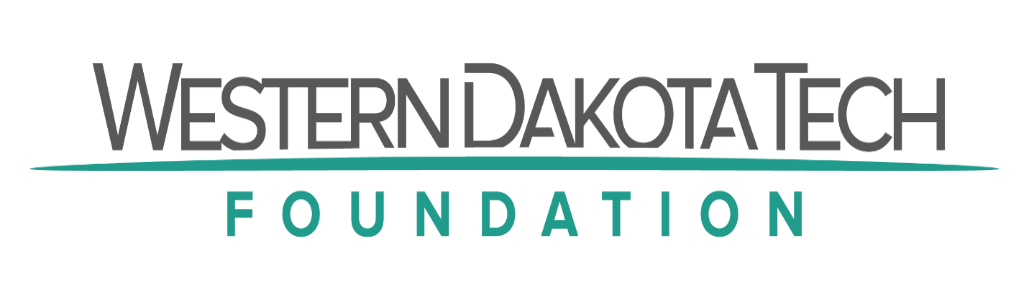 WESTERN DAKOTA TECH
FOUNDATION